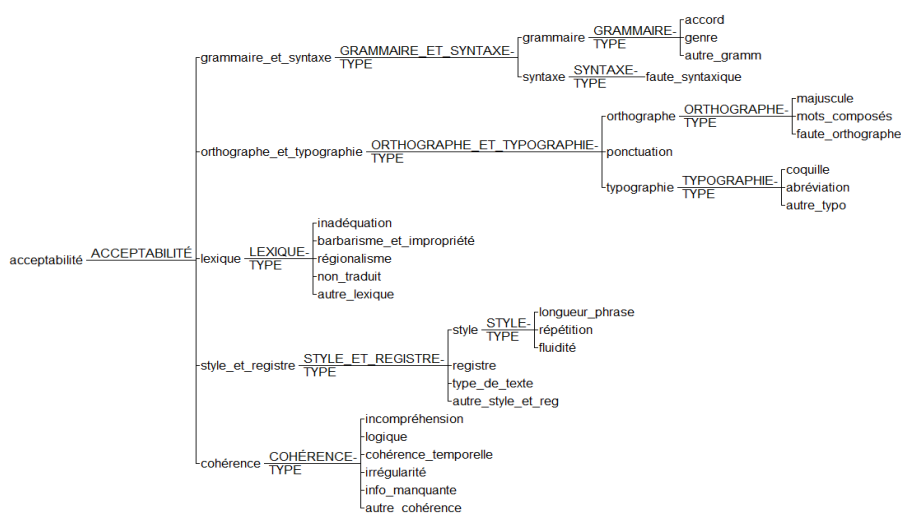 acceptabilité ACCEPTABILITÉ
grammaire_et_syntaxe GRAMMAIRE_ET_SYNTAXE-TYPE
grammaire GRAMMAIRE-TYPE
accord
genre
autre_gramm
syntaxe SYNTAXE-TYPE faute_syntaxique
orthographe_et_typographie ORTHOGRAPHE_ET_TYPOGRAPHIE-TYPE
orthographe ORTHOGRAPHE-TYPE
majuscule
mots_composés
faute_orthographe
ponctuation
typographie TYPOGRAPHIE-TYPE
coquille
abréviation
autre_typo
lexique LEXIQUE-TYPE
inadéquation
barbarisme_et_impropriété
régionalisme
non_traduit
autre_lexique
style_et_registre STYLE_ET_REGISTRE-TYPE
style STYLE-TYPE
longueur_phrase
répétition
fluidité
registre
type_de_texte
autre_style_et_reg
cohérence COHÉRENCE-TYPE
incompréhension
logique
cohérence_temporelle
irrégularité
info_manquante
autre_cohérence